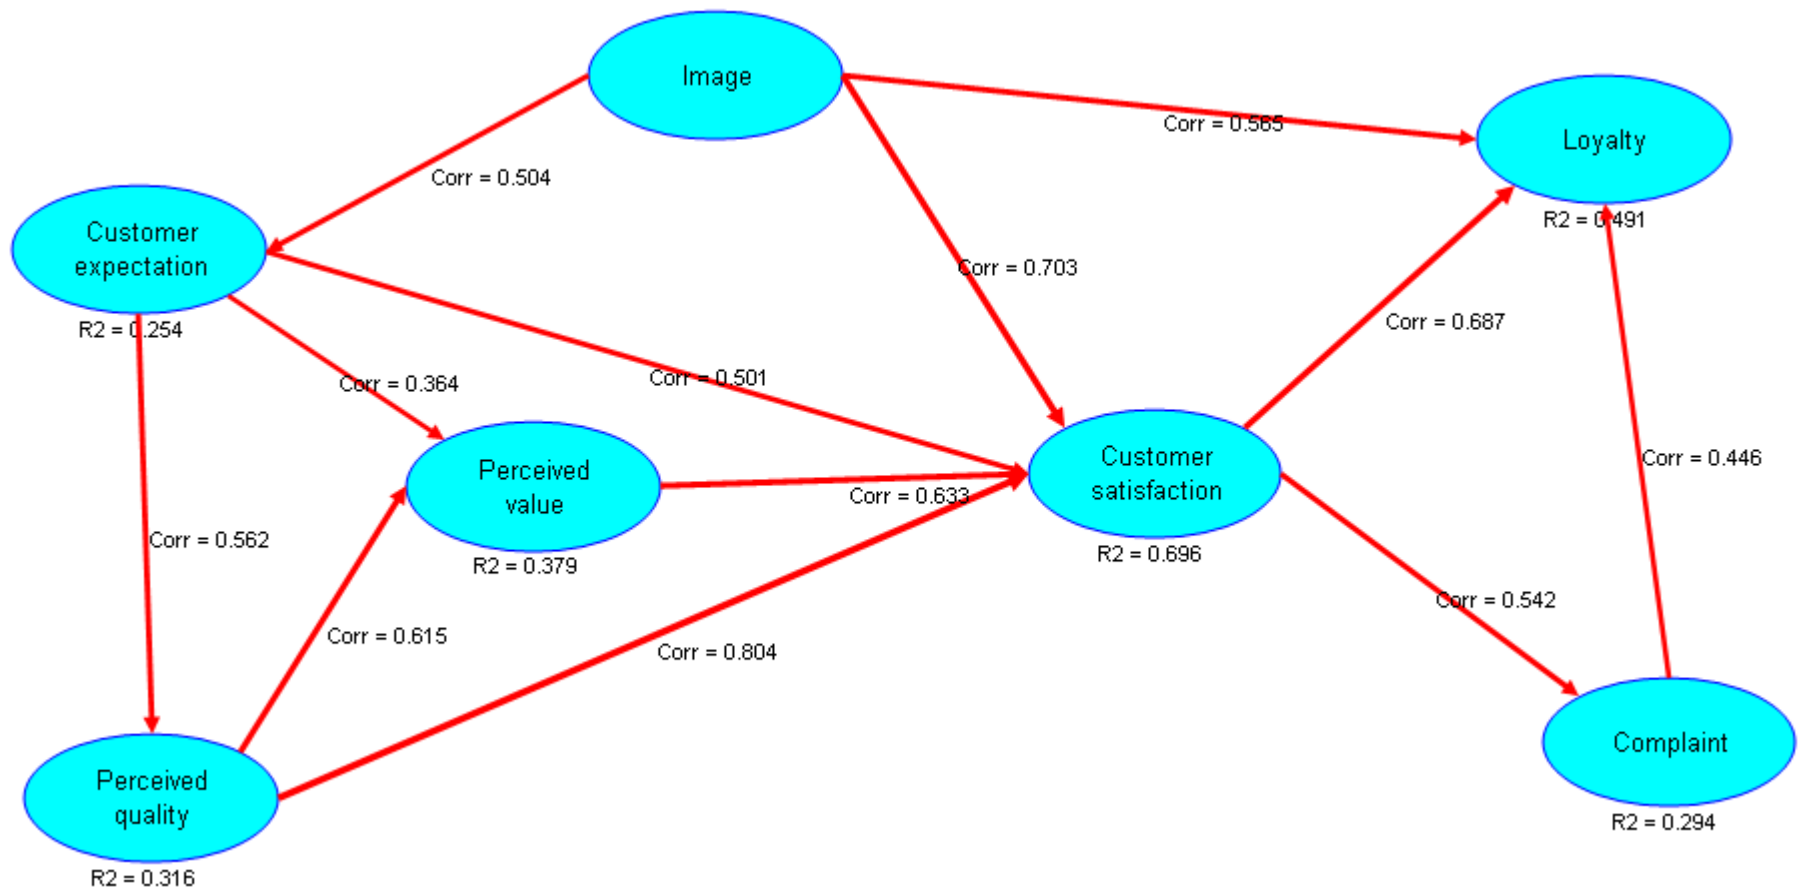 Image
Corr = 0.565
Loyalty
R2 = 0.491
Corr = 0.504
Customer
expectation
R2 = 0.254
Corr = 0.703
Corr = 0.687
Corr = 0.364
Corr = 0.501
Perceived
value
R2 = 0.379
Corr = 0.633
Customer
satisfaction
R2 = 0.696
Corr = 0.446
Corr = 0.562
Corr = 0.615
Corr = 0.804
Corr = 0.542
Perceived
quality
R2 = 0.316
Complaint
R2 = 0.294